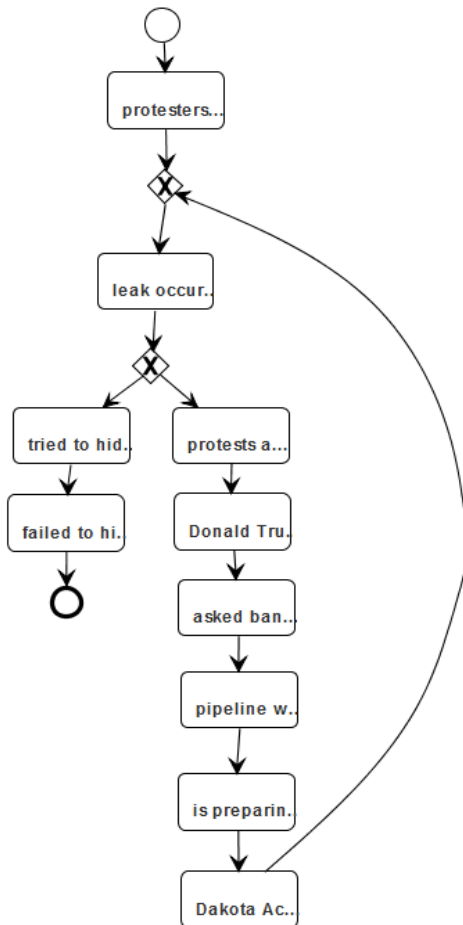 protesters...
X
leak occur..
X
tried to hid..
protests a...
failed to hi..
Donald Tru..
asked ban...
pipeline w..
is preparin..
Dakota Ac...